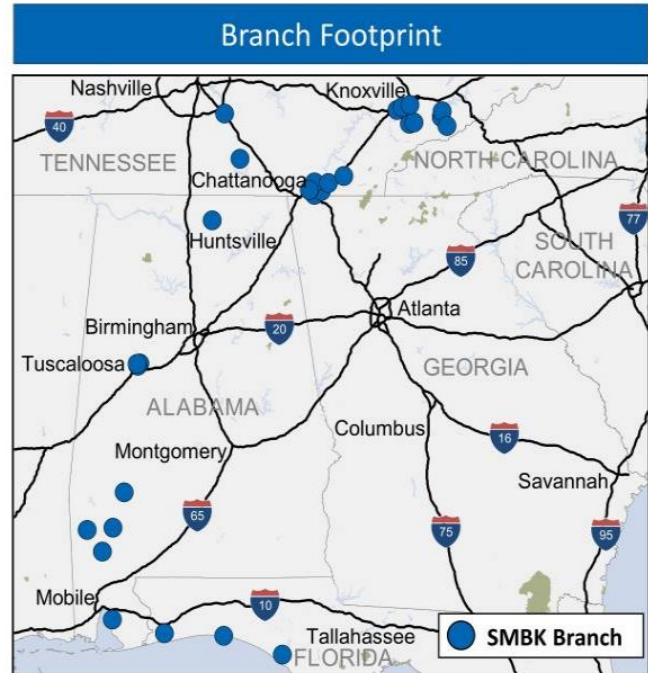 Branch Footprint
Nashville
Knoxville
40
TENNESSEE
NORTH CAROLINA
Chattanooga
77
Huntsville
SOUTH
CAROLINA
85
Atlanta
Birmingham
20
Tuscaloosa
GEORGIA
ALABAMA
Columbus
Montgomery
16
Savannah
65
75
95
Mobile
10
Tallahassee
SMBK Branch
FLORIDA